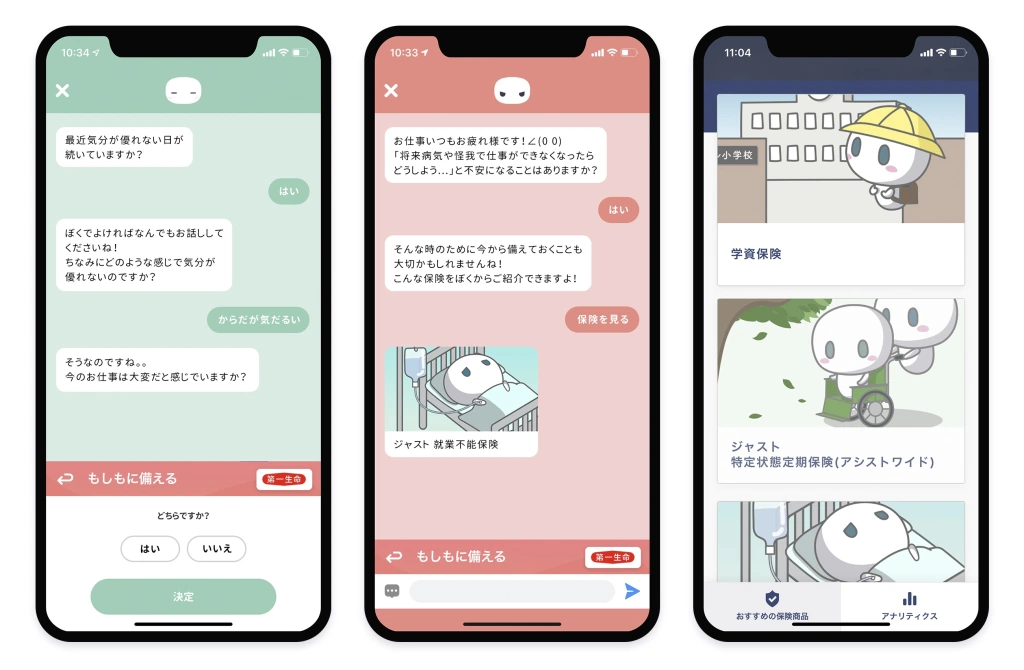 10:34
最近気分が優れない日が
続いていますか？
はい
ぼくでよければなんでもお話しして
くださいね！
ちなみにどのような感じで気分が
優れないのですか？
からだが気だるい
そうなのですね。。
今のお仕事は大変だと感じていますか？
もしもに備える
第一生命
どちらですか？
はい
いいえ
決定
10:33
お仕事いつもお疲れ様です！∠(0 0)
「将来病気や怪我で仕事ができなくなったら
どうしよう…」と不安になることはありますか？
はい
そんな時のために今から備えておくことも
大切かもしれませんね！
こんな保険をぼくからご紹介できますよ！
保険を見る
ジャスト 就業不能保険
もしもに備える
第一生命
11:04
小学校
学資保険
ジャスト
特定状態定期保険(アシストワイド)
おすすめの保険商品
アナリティクス